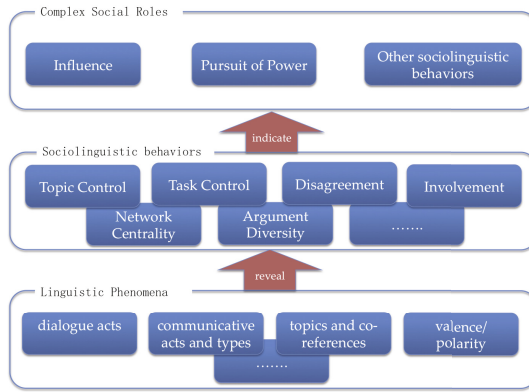 Complex Social Roles
Influence
Pursuit of Power
Other sociolinguistic
behaviors
indicate
Sociolinguistic behaviors
Topic Control
Task Control
Disagreement
Involvement
Network
Centrality
Argument
Diversity
…….
reveal
Linguistic Phenomena
dialogue acts
communicative
acts and types
topics and co-
references
valence/
polarity
…….